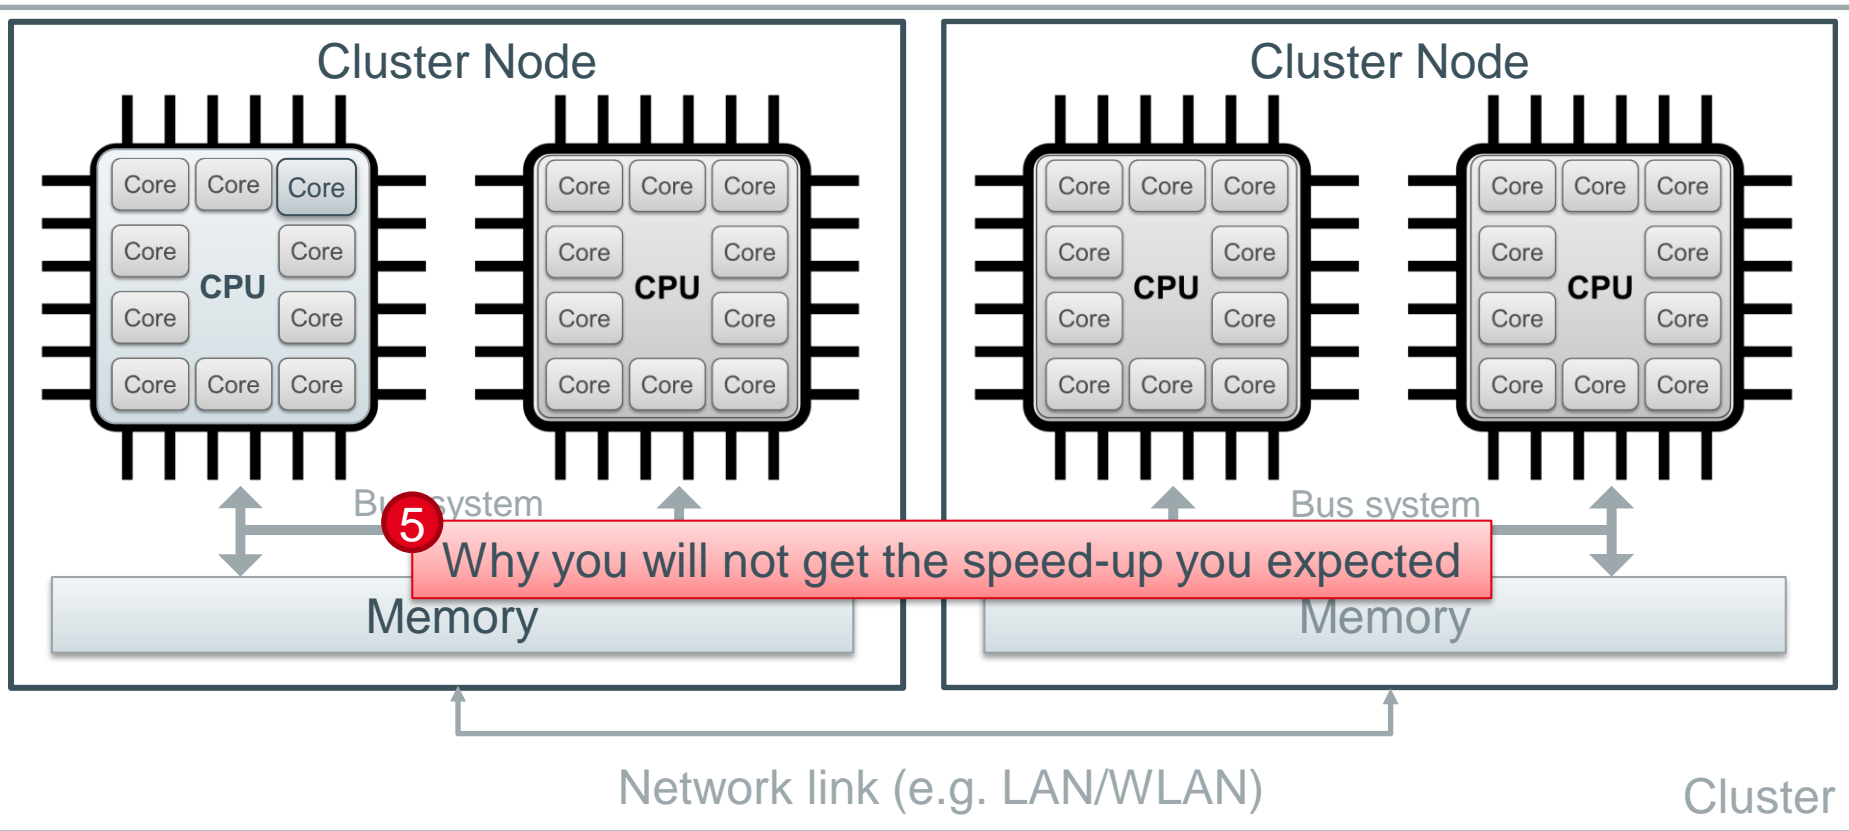 Cluster Node
Cluster Node
Core Core Core
Core Core Core
Core Core Core
Core Core Core
Core Core
Core Core
Core Core
Core Core
CPU
CPU
CPU
CPU
Core Core
Core Core
Core Core
Core Core
Core Core Core
Core Core Core
Core Core Core
Core Core Core
Bus system
Bus system
5
Why you will not get the speed-up you expected
Memory
Memory
Network link (e.g. LAN/WLAN)
Cluster